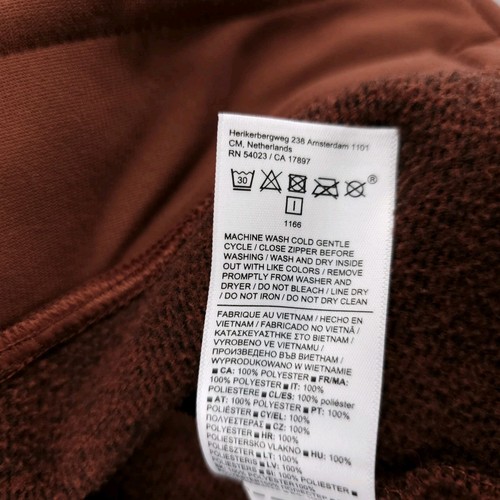 Herikerbergweg 238 Amsterdam 1101
CM, Netherlands
RN 54023 / CA 17897
30
®
I
1166
MACHINE WASH COLD GENTLE
CYCLE / CLOSE ZIPPER BEFORE
WASHING / WASH AND DRY INSIDE
OUT WITH LIKE COLORS / REMOVE
PROMPTLY FROM WASHER AND
DRYER / DO NOT BLEACH / LINE DRY
/ DO NOT IRON / DO NOT DRY CLEAN
FABRIQUE AU VIETNAM / HECHO EN
VIETNAM / FABRICADO NO VIETNÃ /
ΚΑΤΑΣΚΕΥΑΣΤΗΚΕ ΣΤΟ ΒΙΕΤΝΑΜ /
VYROBENO VE VIETNAMU /
ПРОИЗВЕДЕНО ВЪВ ВИЕТНАМ /
WYPRODUKOWANO W WIETNAMIE
■ CA: 100% POLYESTER ■ FR/MA:
100% POLYESTER ■ IT: 100%
POLIESTERE ■ CL/ES: 100% poliéster
■ AT: 100% POLYESTER ■ PT: 100%
POLIÉSTER ■ CY/EL: 100%
ΠΟΛΥΕΣΤΕΡΑΣ ■ CZ: 100%
POLYESTER ■ HR: 100%
POLIESTERSKO VLAKNO ■ HU: 100%
POLIÉSZTER ■ LT: 100%
POLIESTERIS ■ LV: 100%
■ SI: 100%